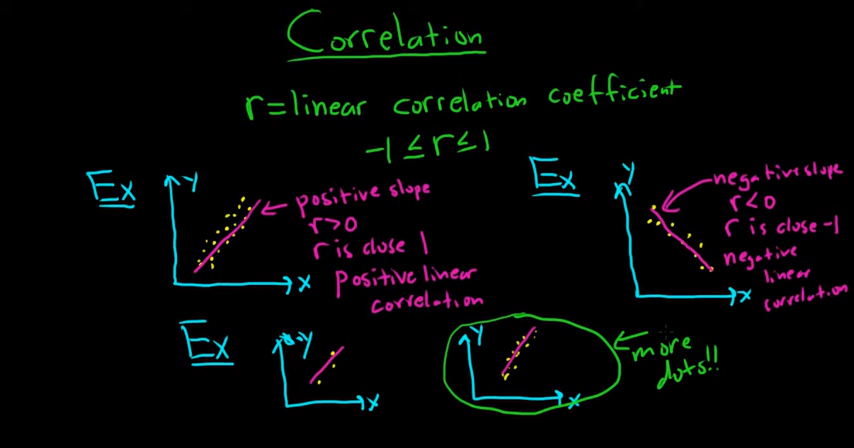 Correlation
r=linear correlation coefficient
-1≤r≤1
Ex
Y
X
positive slope
r>0
r is close 1
positive linear
correlation
Ex
Y
X
negative slope
r<0
r is close -1
negative
linear
correlation
Ex
Y
X
Y
X
more
dots!!